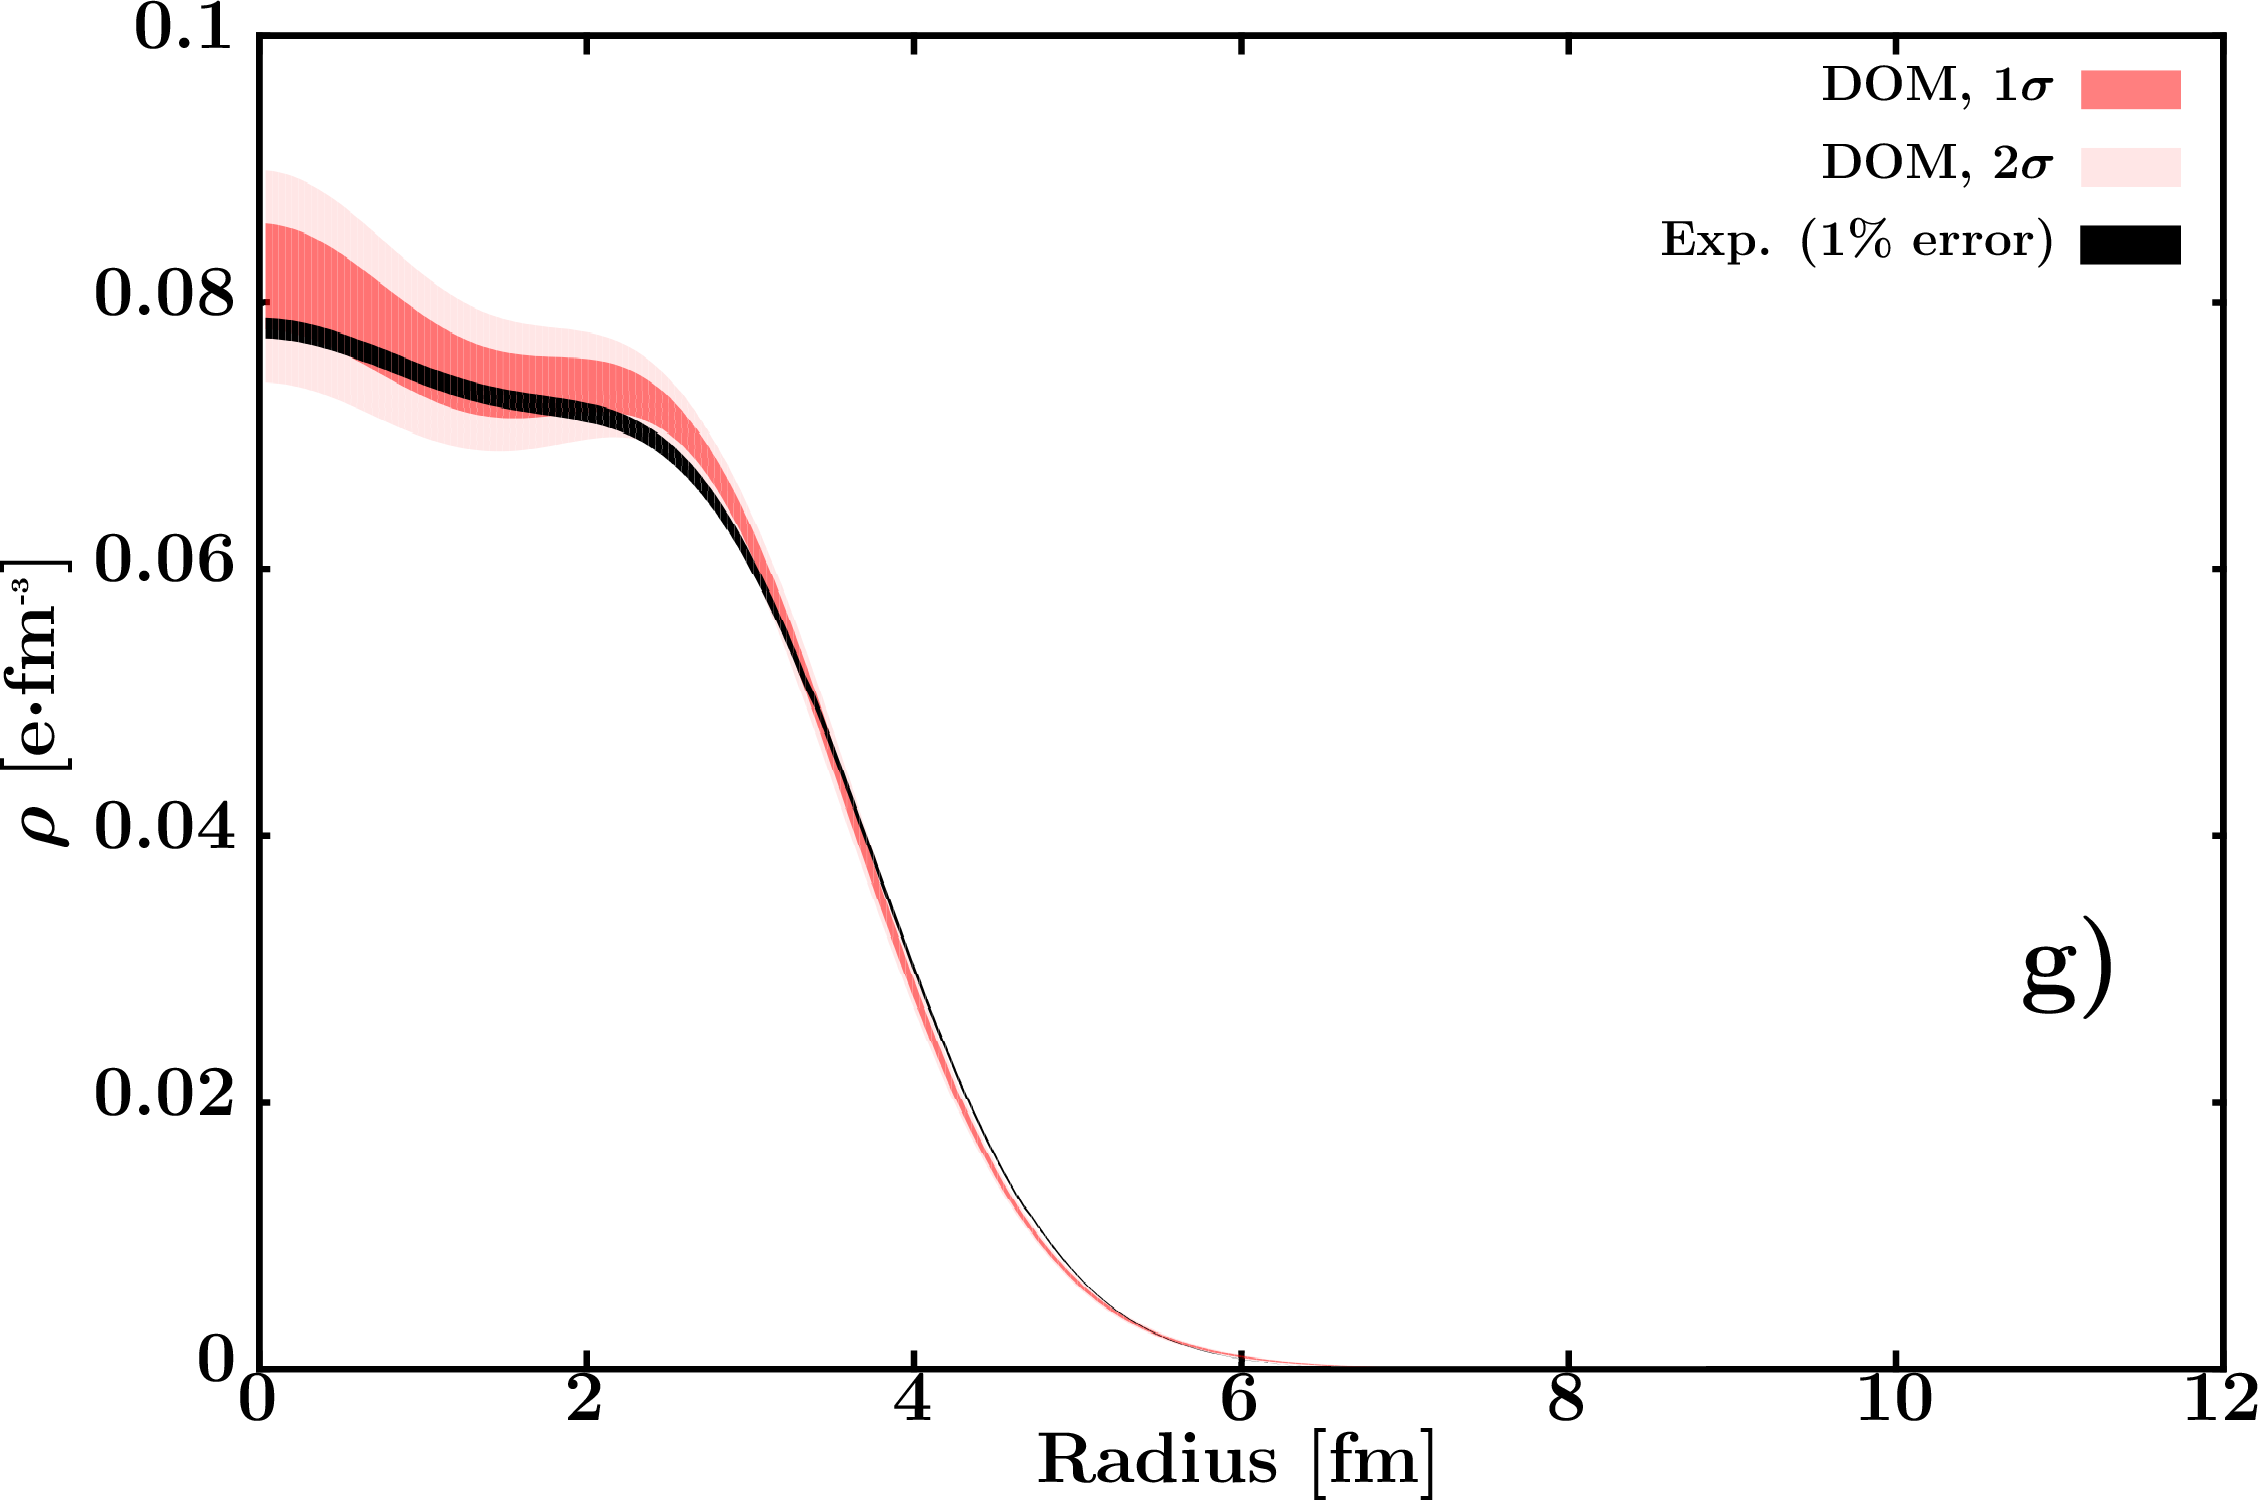 0.1
DOM, 1σ
DOM, 2σ
Exp. (1% error)
0.08
0.06
0.04
0.02
0
ρ [e·fm⁻³]
g)
0 2 4 6 8 10 12
Radius [fm]